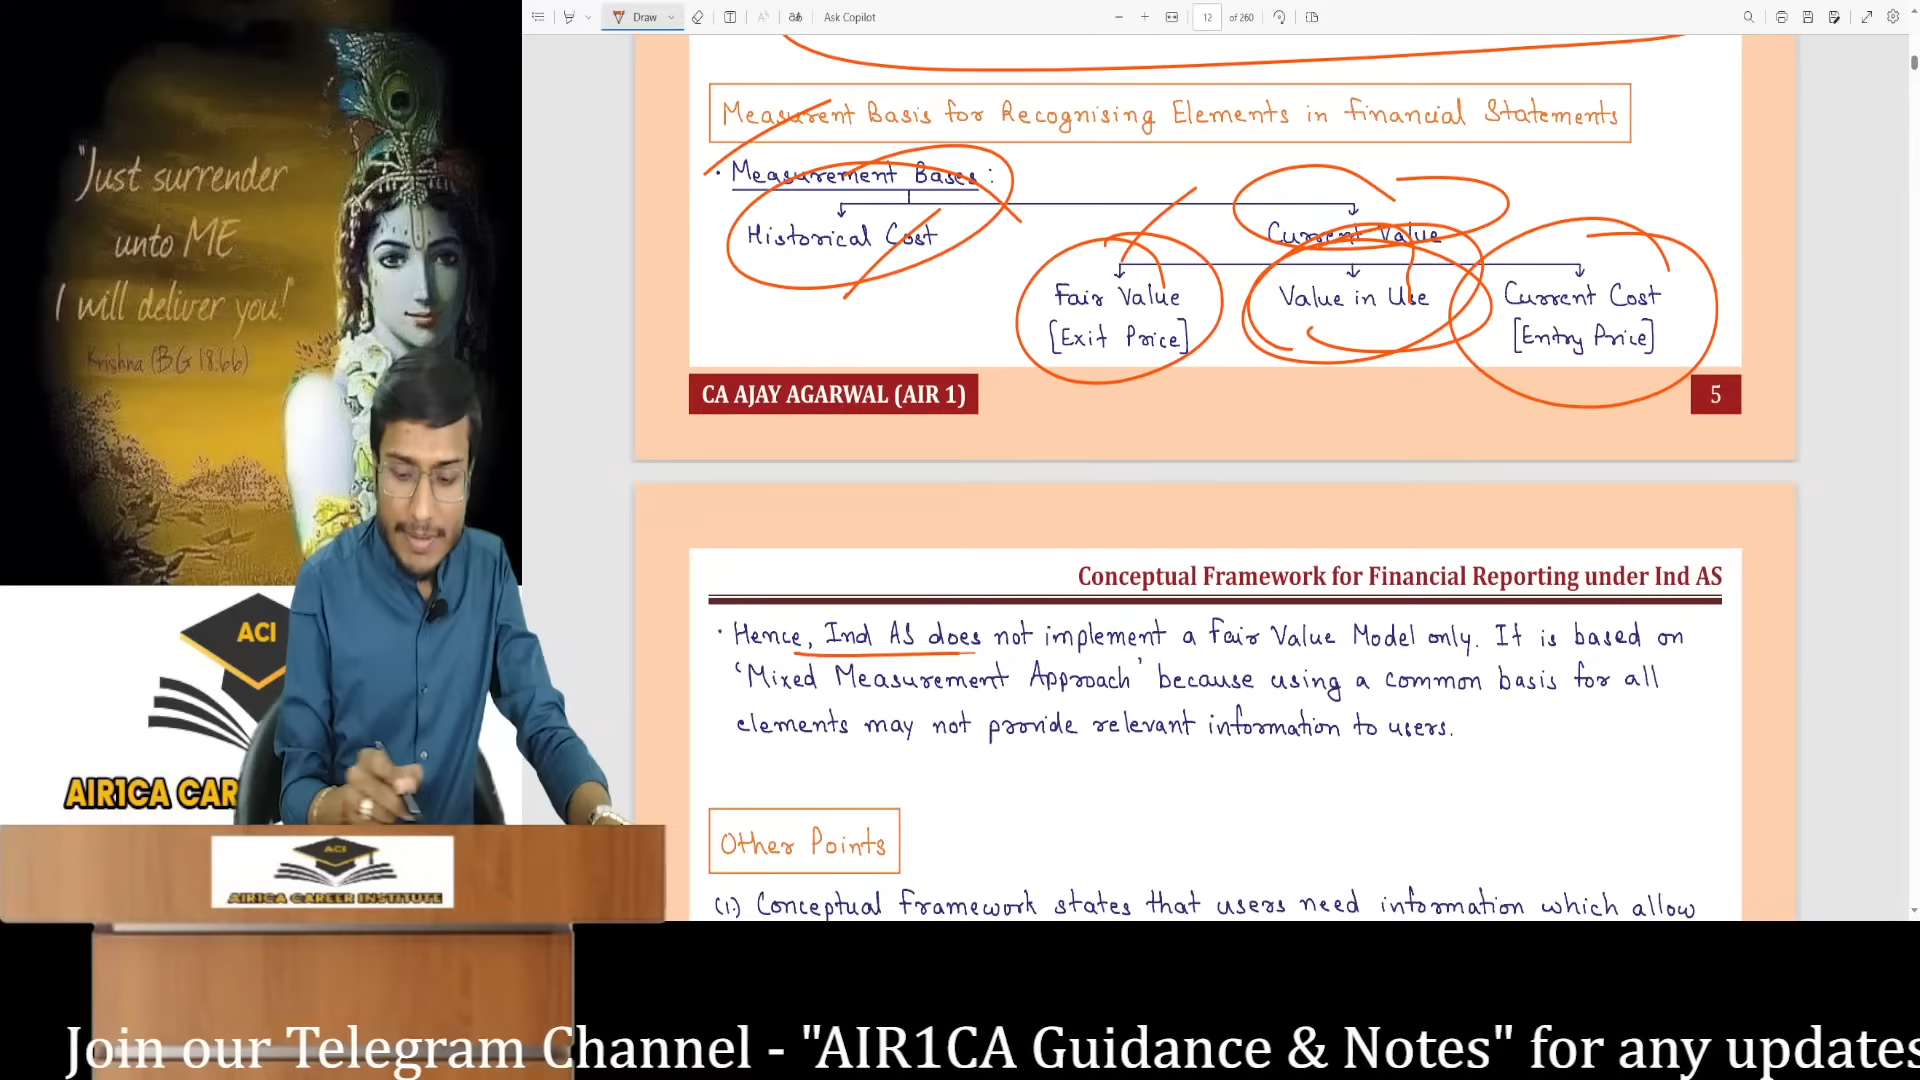 Draw
12
of 260
Ask Copilot
Measurent Basis for Recognising Elements in Financial Statements
• Measurement Bases :
Historical Cost
Current Value
Fair Value
[Exit Price]
Value in Use
Current Cost
[Entry Price]
CA AJAY AGARWAL (AIR 1)
5
"Just surrender
unto ME
I will deliver you!"
Krishna (B.G 18.66)
Conceptual Framework for Financial Reporting under Ind AS
• Hence, Ind AS does not implement a Fair Value Model only. It is based on
'Mixed Measurement Approach' because using a common basis for all
elements may not provide relevant information to users.
Other Points
(i.) Conceptual Framework states that users need information which allow
ACI
AIR1CA CAR
ACI
AIR1CA CAREER INSTITUTE
Join our Telegram Channel - "AIR1CA Guidance & Notes" for any updates